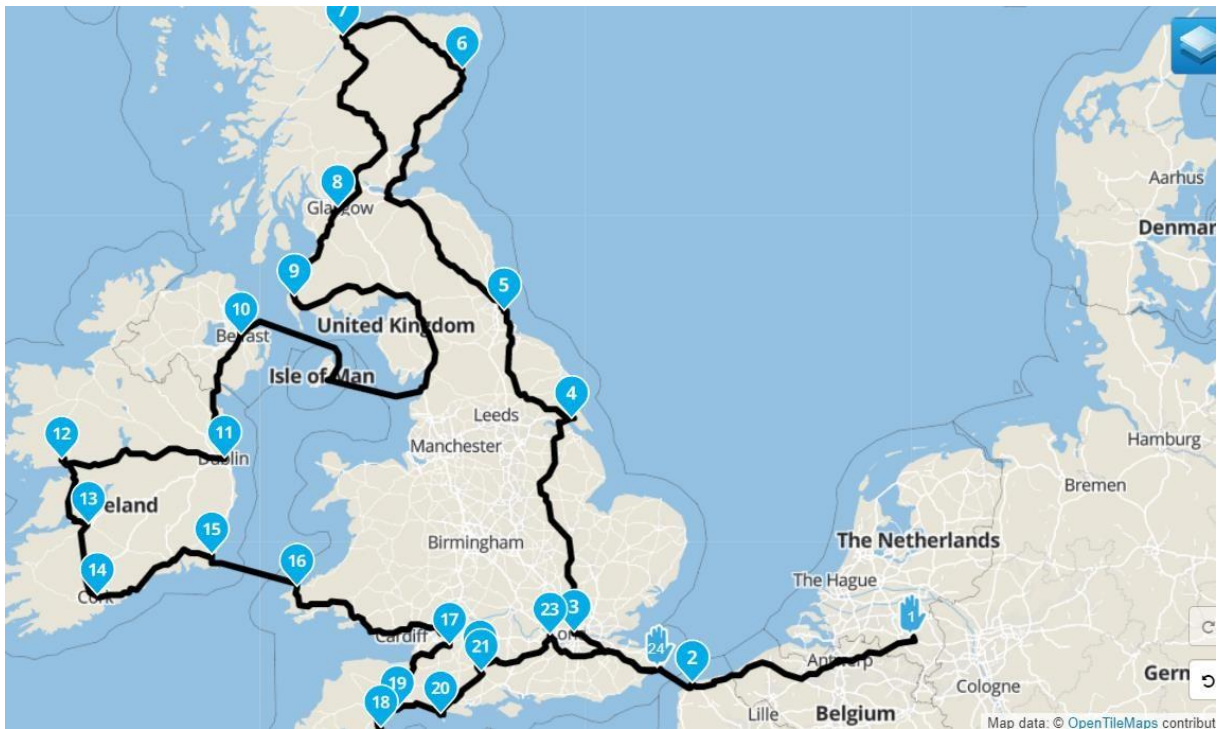 7
6
Aarhus
8
Glasgow
Denmar
9
5
10
United Kingdom
Belfast
Isle of Man
4
Leeds
11
12
Manchester
Hamburg
Dublin
13
eland
Bremen
15
Birmingham
The Netherlands
14
16
The Hague
Cork
23
3
1
17
Cardiff
24
21
2
Antwerp
19
20
Germ
18
Cologne
Lille
Belgium
Map data: © OpenTileMaps contribut